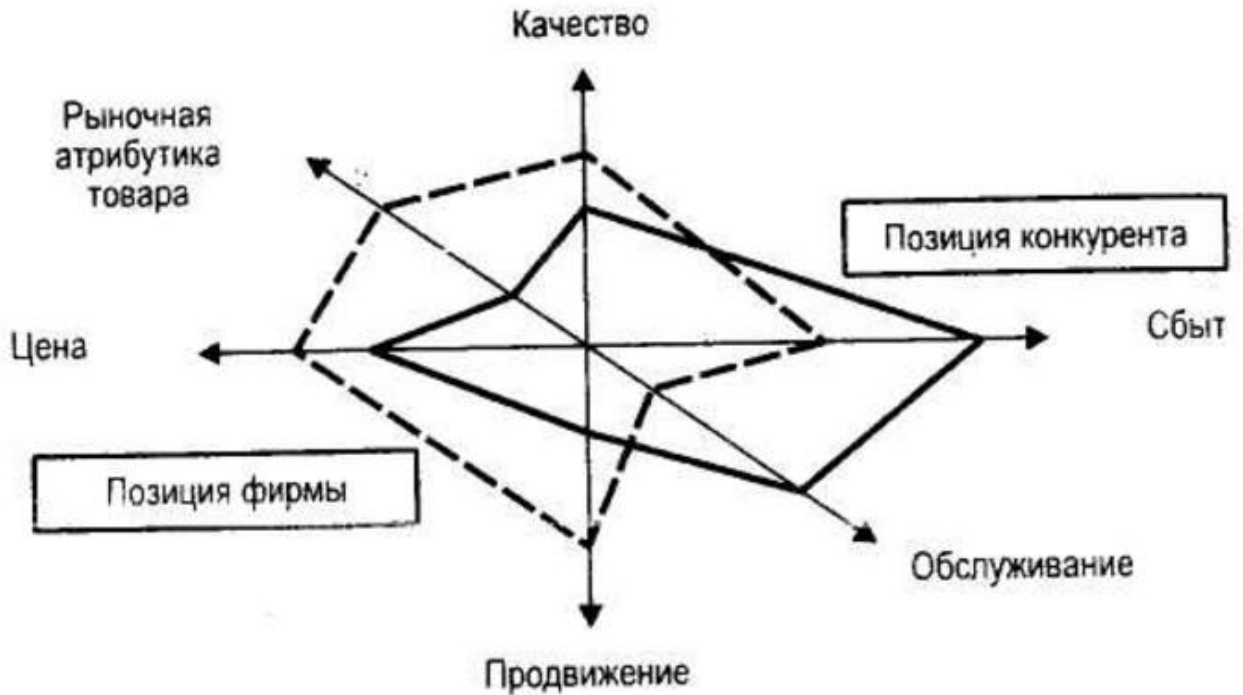 Качество
Рыночная
атрибутика
товара
Позиция конкурента
Сбыт
Цена
Позиция фирмы
Обслуживание
Продвижение